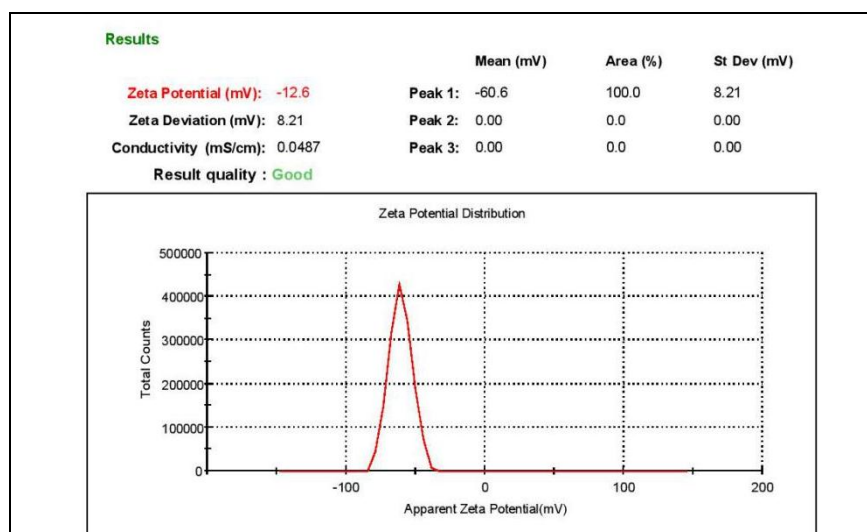 Results
Mean (mV) Area (%) St Dev (mV)
Zeta Potential (mV): -12.6 Peak 1: -60.6 100.0 8.21
Zeta Deviation (mV): 8.21 Peak 2: 0.00 0.0 0.00
Conductivity (mS/cm): 0.0487 Peak 3: 0.00 0.0 0.00
Result quality : Good
Zeta Potential Distribution
500000
400000
300000
200000
100000
0
Total Counts
-100 0 100 200
Apparent Zeta Potential(mV)